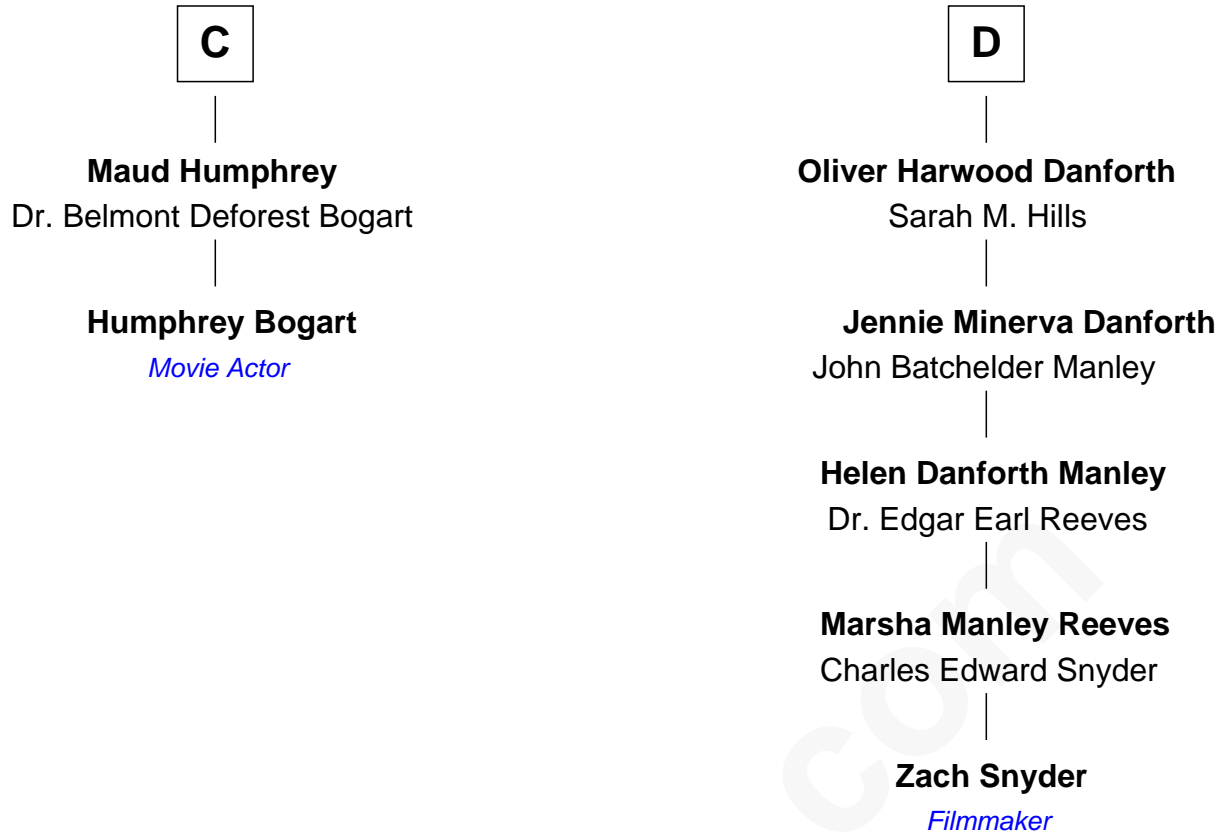 C
Maud Humphrey
Dr. Belmont Deforest Bogart
Humphrey Bogart
Movie Actor
D
Oliver Harwood Danforth
Sarah M. Hills
Jennie Minerva Danforth
John Batchelder Manley
Helen Danforth Manley
Dr. Edgar Earl Reeves
Marsha Manley Reeves
Charles Edward Snyder
Zach Snyder
Filmmaker
com